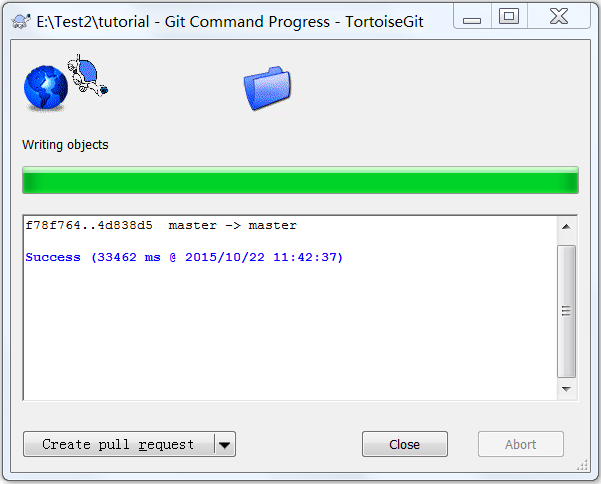 E:\Test2\tutorial - Git Command Progress - TortoiseGit
Writing objects
f78f764..4d838d5  master -> master
Success (33462 ms @ 2015/10/22 11:42:37)
Create pull request
Close
Abort